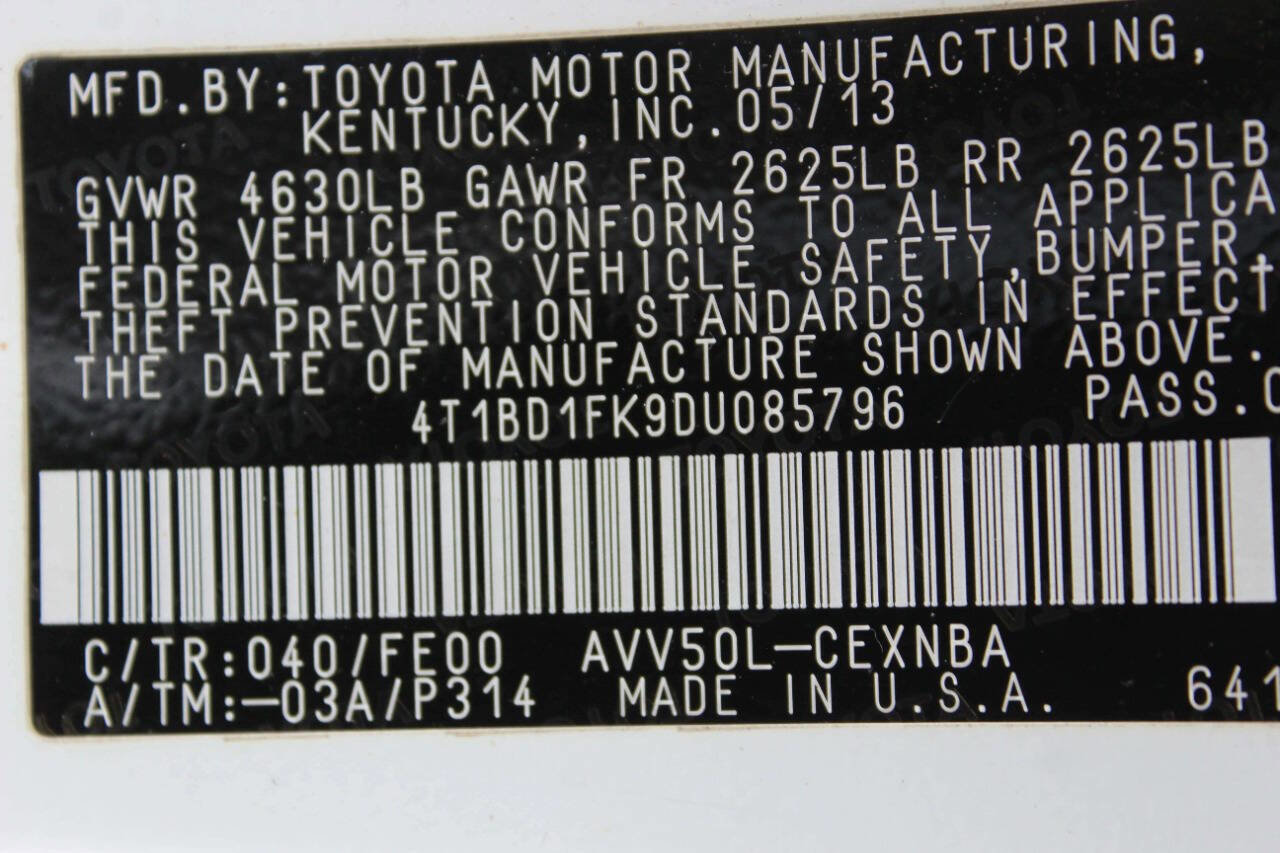 MFD.BY:TOYOTA MOTOR MANUFACTURING,
KENTUCKY,INC.05/13
GVWR 4630LB GAWR FR 2625LB RR 2625LB
THIS VEHICLE CONFORMS TO ALL APPLICA
FEDERAL MOTOR VEHICLE SAFETY,BUMPER,
THEFT PREVENTION STANDARDS IN EFFECT
THE DATE OF MANUFACTURE SHOWN ABOVE.
4T1BD1FK9DU085796 PASS.C
C/TR:040/FE00 AVV50L-CEXNBA
A/TM:-03A/P314 MADE IN U.S.A. 641